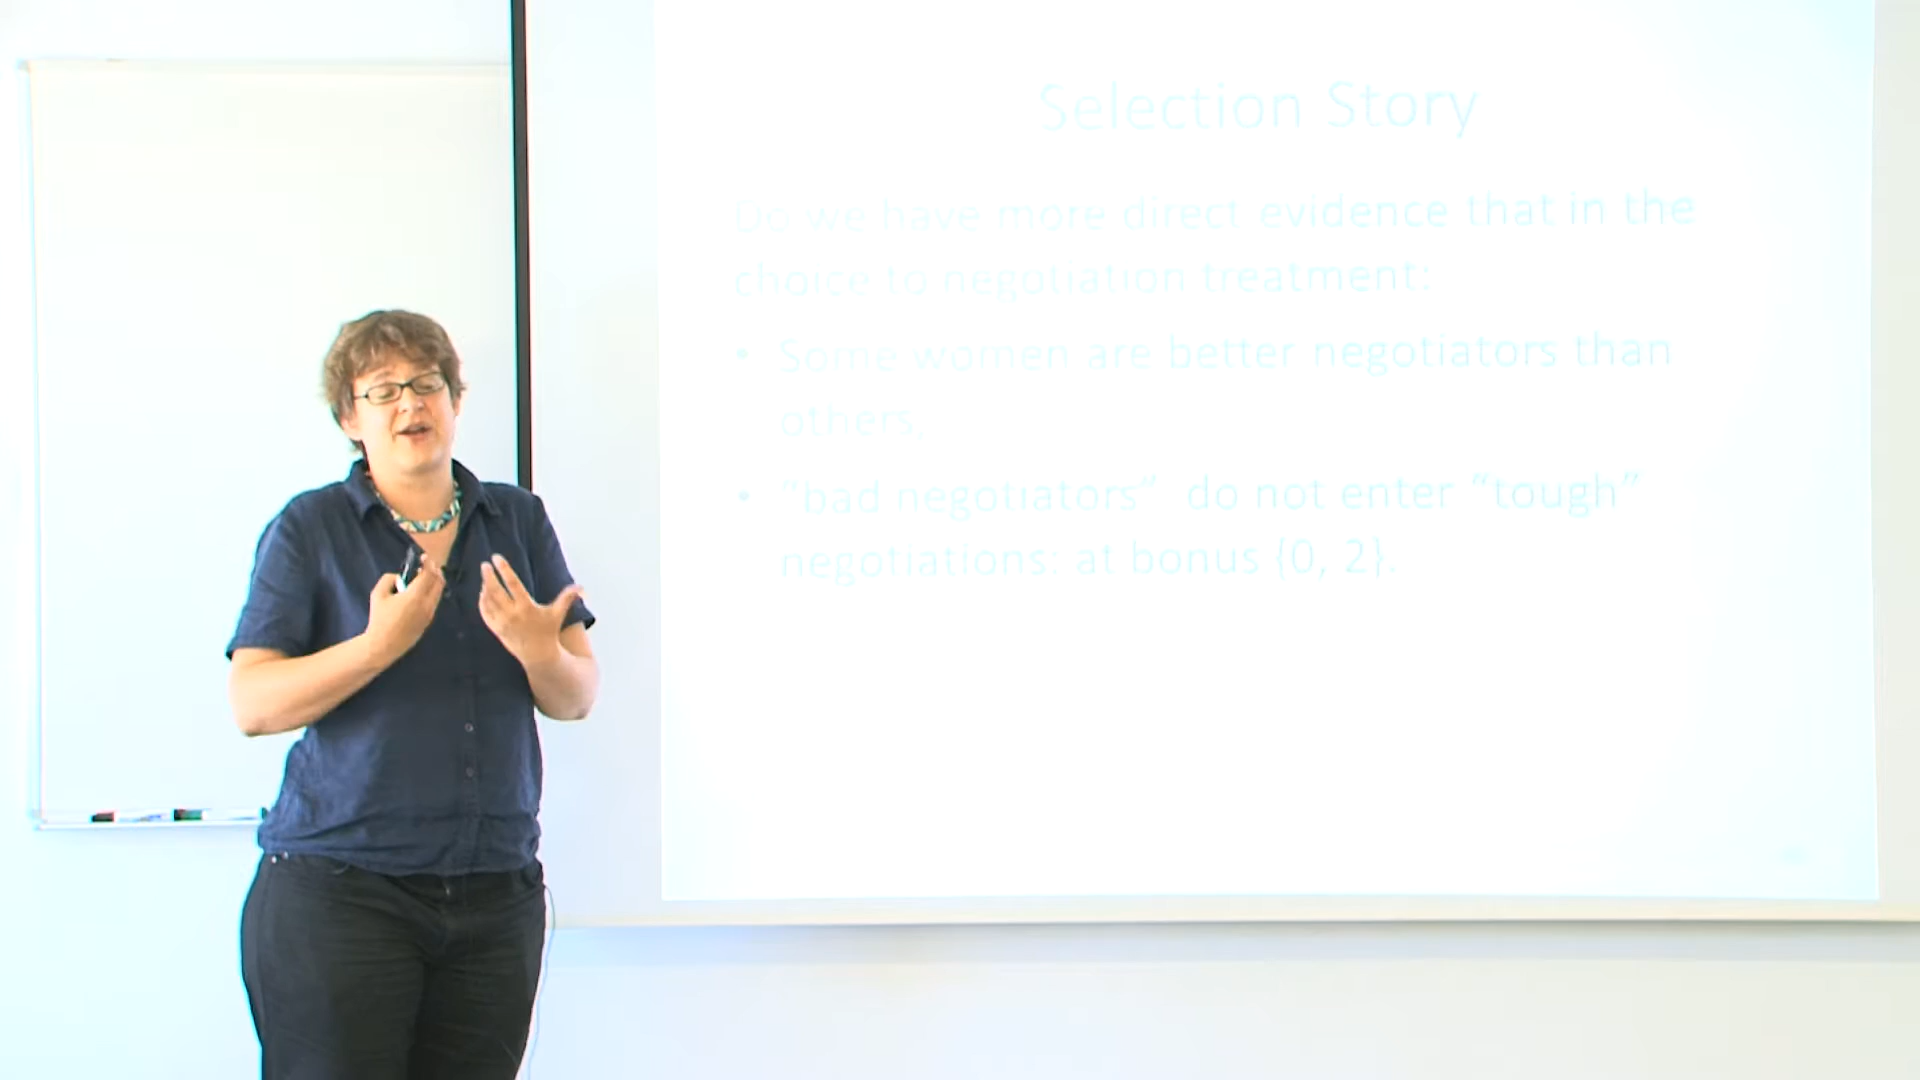 Selection Story
Do we have more direct evidence that in the
choice to negotiation treatment:
• Some women are better negotiators than
others,
• "bad negotiators" do not enter "tough"
negotiations: at bonus {0, 2}.